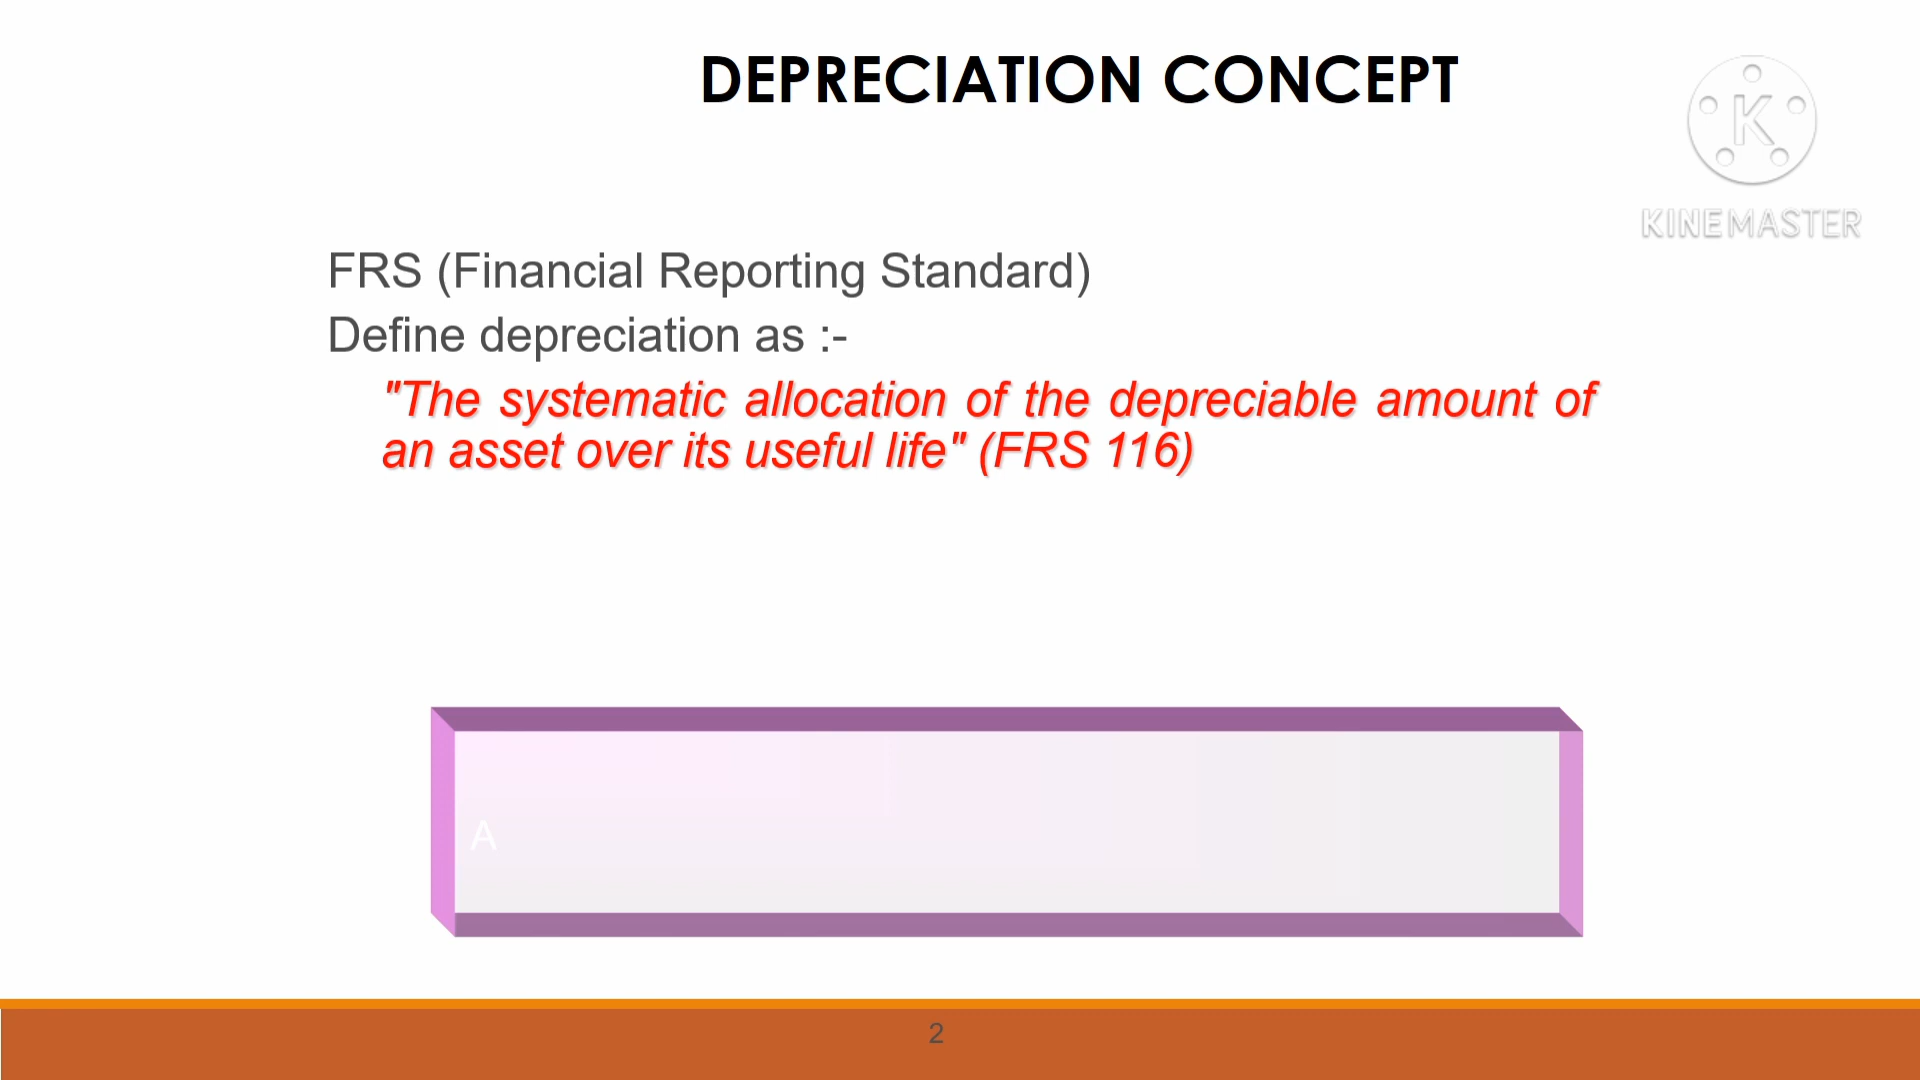 DEPRECIATION CONCEPT
K
KINEMASTER
FRS (Financial Reporting Standard)
Define depreciation as :-
"The systematic allocation of the depreciable amount of
an asset over its useful life" (FRS 116)
A
2